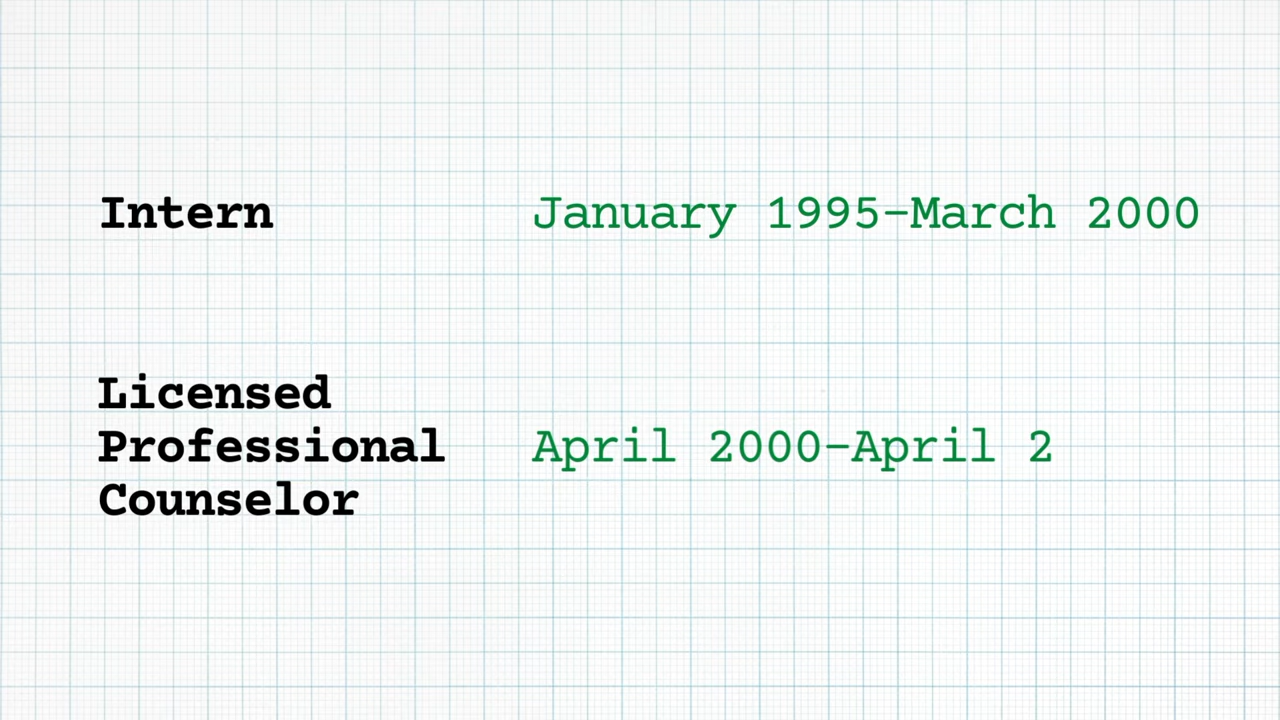 Intern January 1995–March 2000
Licensed
Professional April 2000–April 2
Counselor